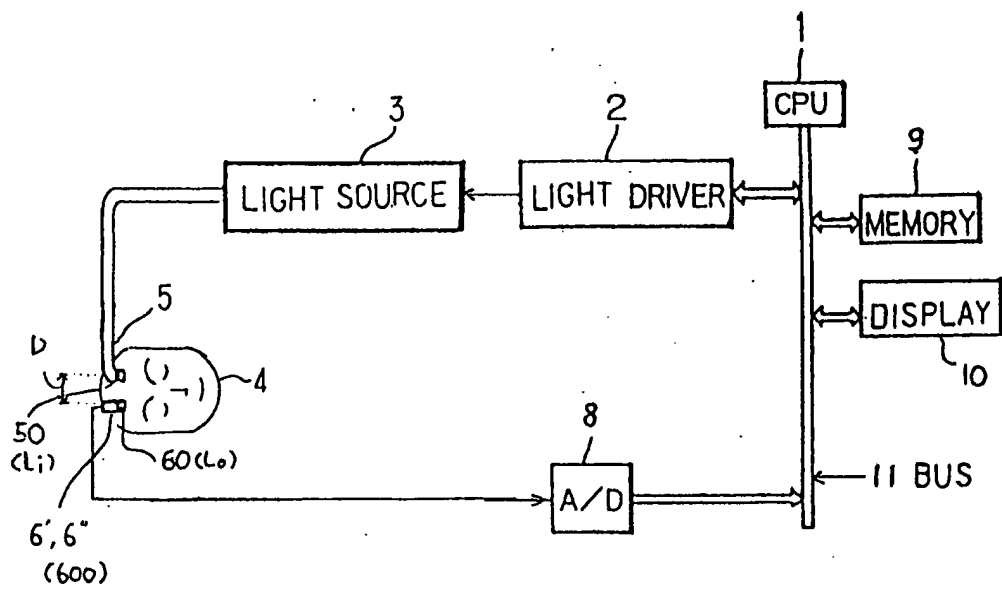 1
CPU
3
2
9
LIGHT SOURCE
LIGHT DRIVER
MEMORY
5
DISPLAY
D
4
10
50
(Li)
60(Lo)
8
11 BUS
A/D
6', 6"
(600)